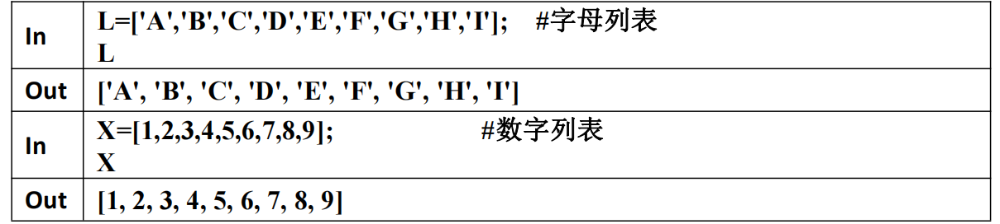 In
L=['A','B','C','D','E','F','G','H','I']; #字母列表
L
Out
['A', 'B', 'C', 'D', 'E', 'F', 'G', 'H', 'I']
In
X=[1,2,3,4,5,6,7,8,9]; #数字列表
X
Out
[1, 2, 3, 4, 5, 6, 7, 8, 9]